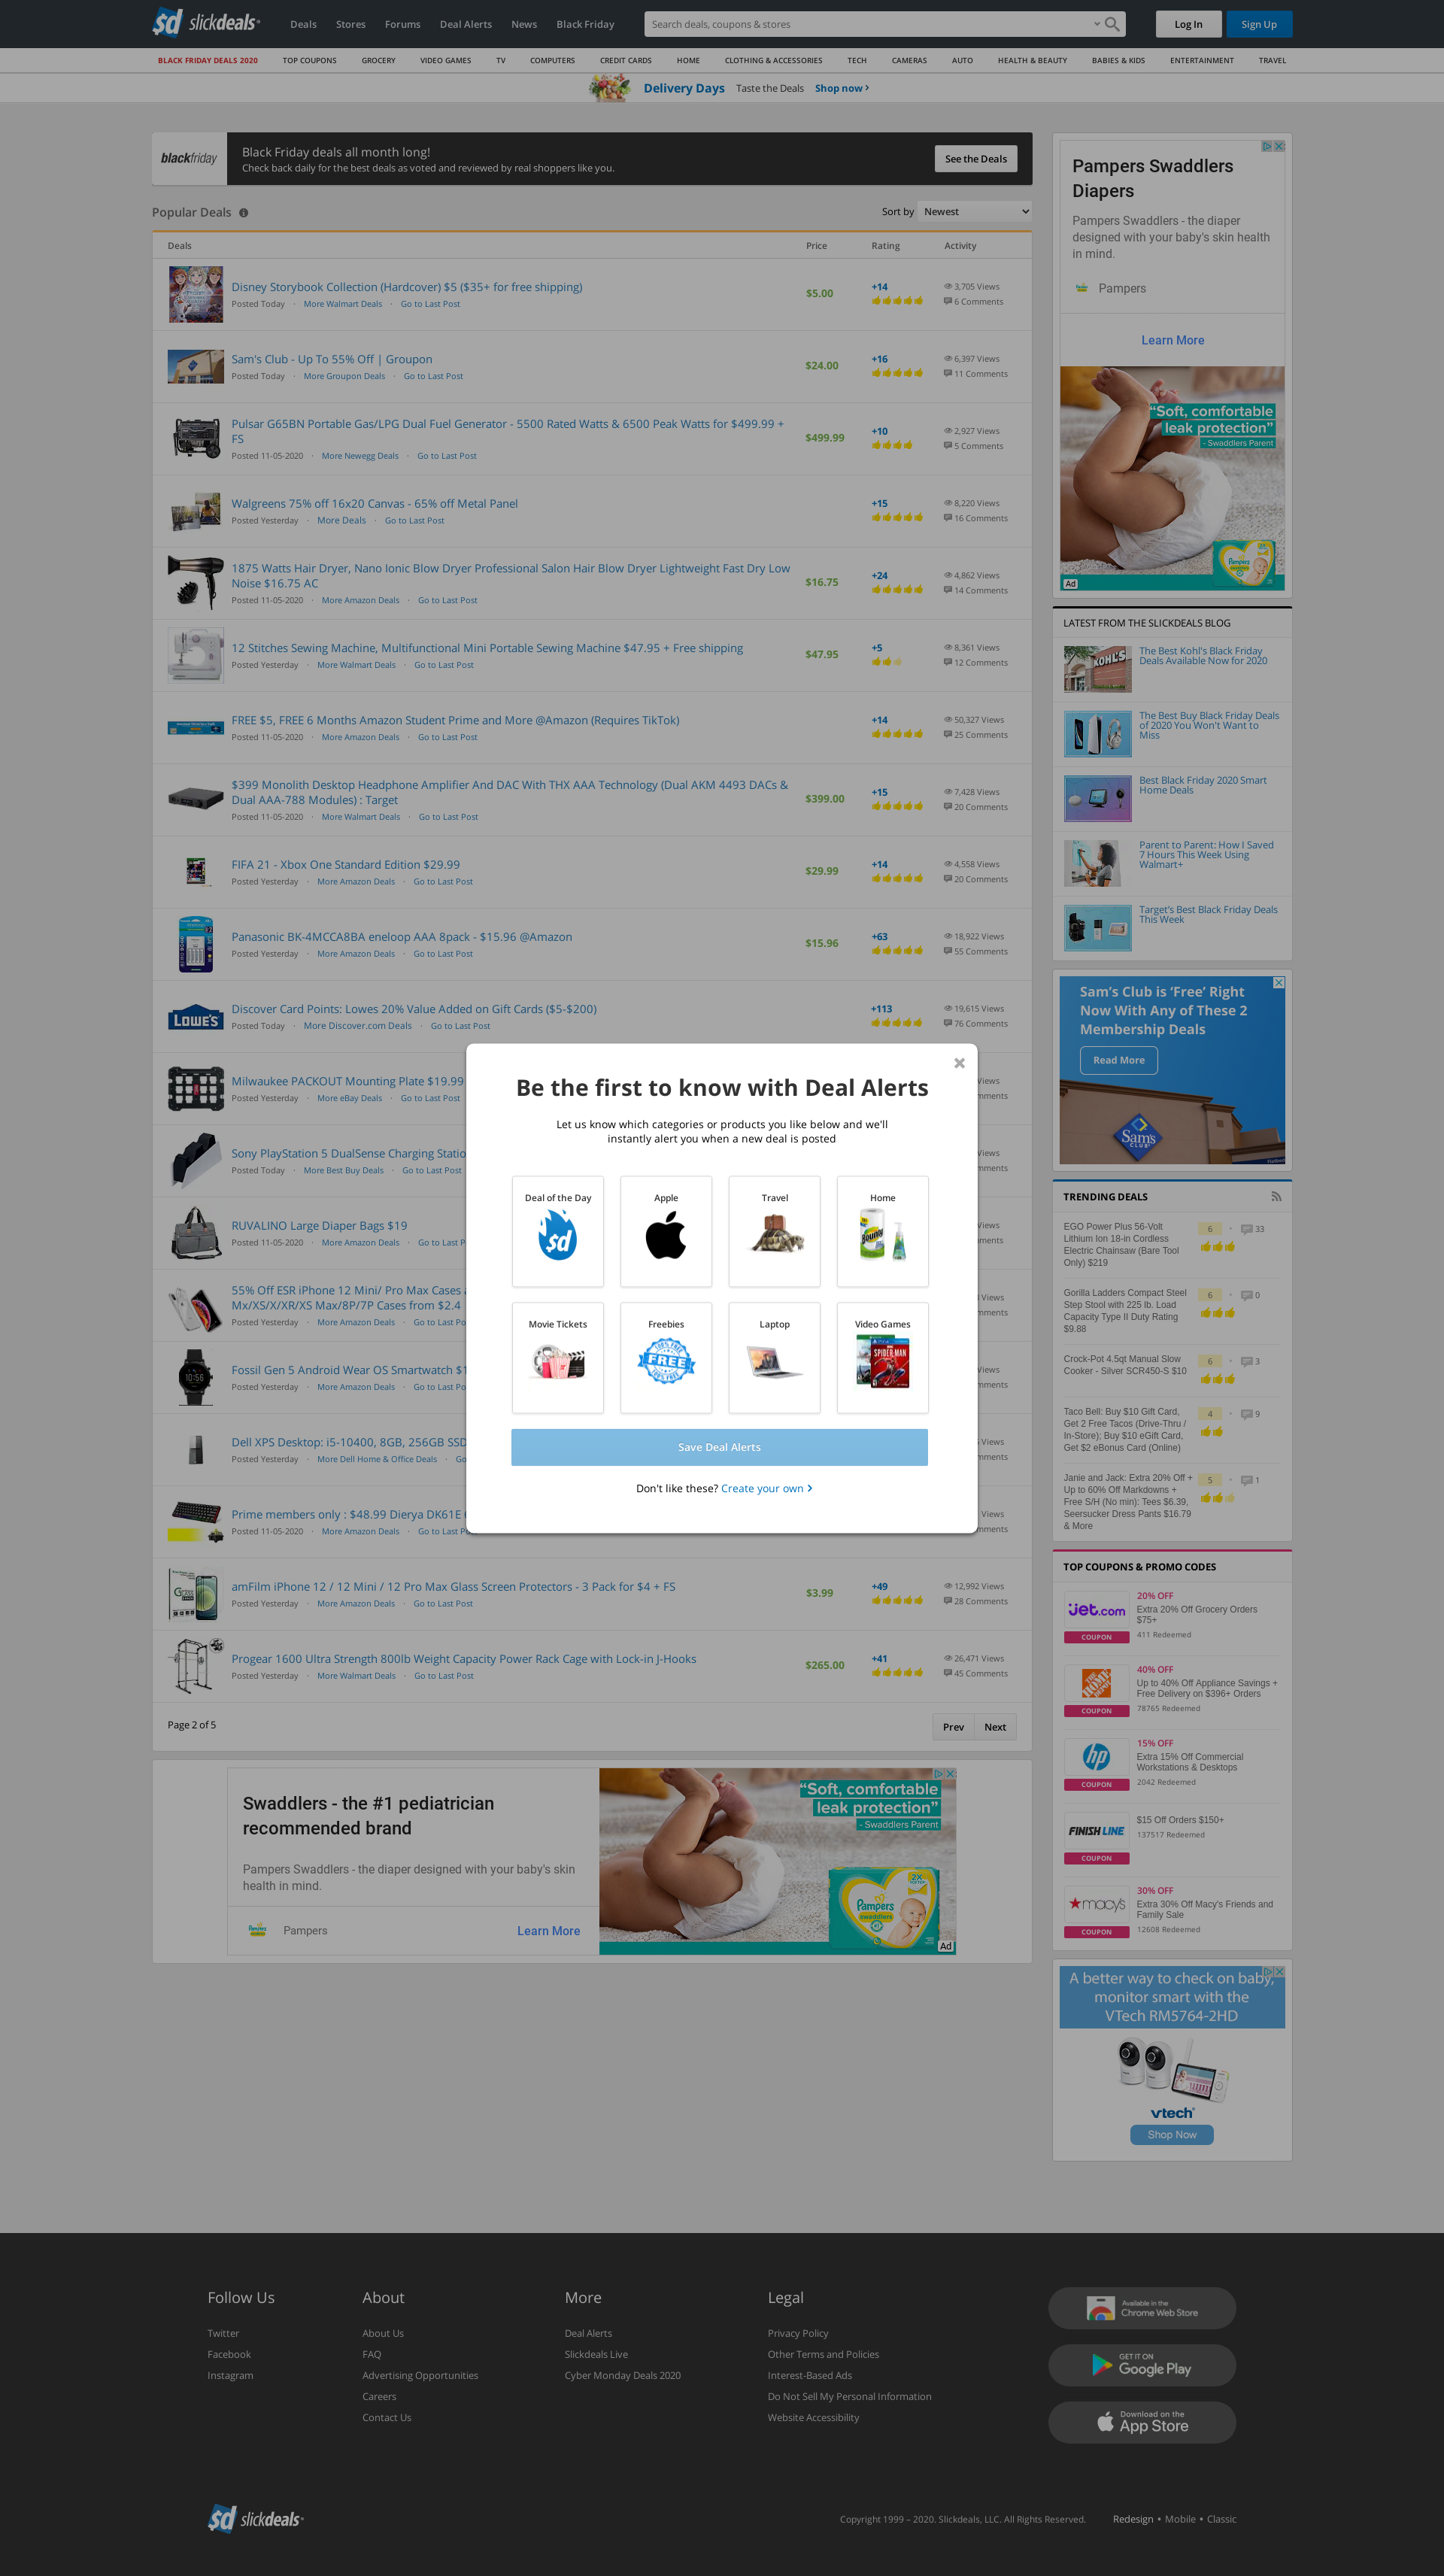 slickdeals
Deals Stores Forums Deal Alerts News Black Friday
Search deals, coupons & stores
Log In
Sign Up
BLACK FRIDAY DEALS 2020 TOP COUPONS GROCERY VIDEO GAMES TV COMPUTERS CREDIT CARDS HOME CLOTHING & ACCESSORIES TECH CAMERAS AUTO HEALTH & BEAUTY BABIES & KIDS ENTERTAINMENT TRAVEL
Delivery Days Taste the Deals Shop now
blackfriday
Black Friday deals all month long!
Check back daily for the best deals as voted and reviewed by real shoppers like you.
See the Deals
Popular Deals
Sort by Newest
Deals Price Rating Activity
Disney Storybook Collection (Hardcover) $5 ($35+ for free shipping)
Posted Today · More Walmart Deals · Go to Last Post
$5.00
+14
3,705 Views
6 Comments
Sam's Club - Up To 55% Off | Groupon
Posted Today · More Groupon Deals · Go to Last Post
$24.00
+16
6,397 Views
11 Comments
Pulsar G65BN Portable Gas/LPG Dual Fuel Generator - 5500 Rated Watts & 6500 Peak Watts for $499.99 +
FS
Posted 11-05-2020 · More Newegg Deals · Go to Last Post
$499.99
+10
2,927 Views
5 Comments
Walgreens 75% off 16x20 Canvas - 65% off Metal Panel
Posted Yesterday · More Deals · Go to Last Post
+15
8,220 Views
16 Comments
1875 Watts Hair Dryer, Nano Ionic Blow Dryer Professional Salon Hair Blow Dryer Lightweight Fast Dry Low
Noise $16.75 AC
Posted 11-05-2020 · More Amazon Deals · Go to Last Post
$16.75
+24
4,862 Views
14 Comments
12 Stitches Sewing Machine, Multifunctional Mini Portable Sewing Machine $47.95 + Free shipping
Posted Yesterday · More Walmart Deals · Go to Last Post
$47.95
+5
8,361 Views
12 Comments
FREE $5, FREE 6 Months Amazon Student Prime and More @Amazon (Requires TikTok)
Posted 11-05-2020 · More Amazon Deals · Go to Last Post
+14
50,327 Views
25 Comments
$399 Monolith Desktop Headphone Amplifier And DAC With THX AAA Technology (Dual AKM 4493 DACs &
Dual AAA-788 Modules) : Target
Posted 11-05-2020 · More Walmart Deals · Go to Last Post
$399.00
+15
7,428 Views
20 Comments
FIFA 21 - Xbox One Standard Edition $29.99
Posted Yesterday · More Amazon Deals · Go to Last Post
$29.99
+14
4,558 Views
20 Comments
Panasonic BK-4MCCA8BA eneloop AAA 8pack - $15.96 @Amazon
Posted Yesterday · More Amazon Deals · Go to Last Post
$15.96
+63
18,922 Views
55 Comments
LOWE'S
Discover Card Points: Lowes 20% Value Added on Gift Cards ($5-$200)
Posted Today · More Discover.com Deals · Go to Last Post
+113
19,615 Views
76 Comments
Milwaukee PACKOUT Mounting Plate $19.99
Posted Yesterday · More eBay Deals · Go to Last Post
Views
Sony PlayStation 5 DualSense Charging
Posted Today · More Best Buy Deals · Go to Last Post
Views
RUVALINO Large Diaper Bags $19
Posted 11-05-2020 · More Amazon Deals · Go to Last
Views
55% Off ESR iPhone 12 Mini/ Pro Max Cases
Mx/XS/X/XR/XS Max/8P/7P Cases from $2.4
Posted Yesterday · More Amazon Deals · Go to Last
Views
10:56
Fossil Gen 5 Android Wear OS Smartwatch
Posted Yesterday · More Amazon Deals · Go to Last
Views
Dell XPS Desktop: i5-10400, 8GB, 256GB SSD
Posted Yesterday · More Dell Home & Office Deals · Go
Views
Prime members only : $48.99 Dierya DK61E
Posted 11-05-2020 · More Amazon Deals · Go to Last
Views
amFilm iPhone 12 / 12 Mini / 12 Pro Max Glass Screen Protectors - 3 Pack for $4 + FS
Posted Yesterday · More Amazon Deals · Go to Last Post
$3.99
+49
12,992 Views
28 Comments
Progear 1600 Ultra Strength 800lb Weight Capacity Power Rack Cage with Lock-in J-Hooks
Posted Yesterday · More Walmart Deals · Go to Last Post
$265.00
+41
26,471 Views
45 Comments
Page 2 of 5
Prev Next
Be the first to know with Deal Alerts
Let us know which categories or products you like below and we'll
instantly alert you when a new deal is posted
Deal of the Day Apple Travel Home
sd
Bounty
Movie Tickets Freebies Laptop Video Games
FREE
SPIDER-MAN
Save Deal Alerts
Don't like these? Create your own
Swaddlers - the #1 pediatrician
recommended brand
Pampers Swaddlers - the diaper designed with your baby's skin
health in mind.
Pampers
Learn More
"Soft, comfortable
leak protection"
- Swaddlers Parent
Pampers
swaddlers
Ad
Pampers Swaddlers
Diapers
Pampers Swaddlers - the diaper
designed with your baby's skin health
in mind.
Pampers
Learn More
"Soft, comfortable
leak protection"
- Swaddlers Parent
Pampers
Ad
LATEST FROM THE SLICKDEALS BLOG
KOHL'S
The Best Kohl's Black Friday
Deals Available Now for 2020
The Best Buy Black Friday Deals
of 2020 You Won't Want to
Miss
Best Black Friday 2020 Smart
Home Deals
Parent to Parent: How I Saved
7 Hours This Week Using
Walmart+
Target's Best Black Friday Deals
This Week
Sam's Club is 'Free' Right
Now With Any of These 2
Membership Deals
Read More
Sam's
CLUB
TRENDING DEALS
EGO Power Plus 56-Volt
Lithium Ion 18-in Cordless
Electric Chainsaw (Bare Tool
Only) $219
6 · 33
Gorilla Ladders Compact Steel
Step Stool with 225 lb. Load
Capacity Type II Duty Rating
$9.88
6 · 0
Crock-Pot 4.5qt Manual Slow
Cooker - Silver SCR450-S $10
6 · 3
Taco Bell: Buy $10 Gift Card,
Get 2 Free Tacos (Drive-Thru /
In-Store); Buy $10 eGift Card,
Get $2 eBonus Card (Online)
4 · 9
Janie and Jack: Extra 20% Off +
Up to 60% Off Markdowns +
Free S/H (No min): Tees $6.39,
Seersucker Dress Pants $16.79
& More
5 · 1
TOP COUPONS & PROMO CODES
jet.com
COUPON
20% OFF
Extra 20% Off Grocery Orders
$75+
411 Redeemed
THE HOME DEPOT
COUPON
40% OFF
Up to 40% Off Appliance Savings +
Free Delivery on $396+ Orders
78765 Redeemed
hp
COUPON
15% OFF
Extra 15% Off Commercial
Workstations & Desktops
2042 Redeemed
FINISH LINE
COUPON
$15 Off Orders $150+
137517 Redeemed
macy's
COUPON
30% OFF
Extra 30% Off Macy's Friends and
Family Sale
12608 Redeemed
A better way to check on baby,
monitor smart with the
VTech RM5764-2HD
vtech
Shop Now
Follow Us
Twitter
Facebook
Instagram
About
About Us
FAQ
Advertising Opportunities
Careers
Contact Us
More
Deal Alerts
Slickdeals Live
Cyber Monday Deals 2020
Legal
Privacy Policy
Other Terms and Policies
Interest-Based Ads
Do Not Sell My Personal Information
Website Accessibility
Available in the
Chrome Web Store
GET IT ON
Google Play
Download on the
App Store
slickdeals
Copyright 1999 – 2020. Slickdeals, LLC. All Rights Reserved.
Redesign • Mobile • Classic